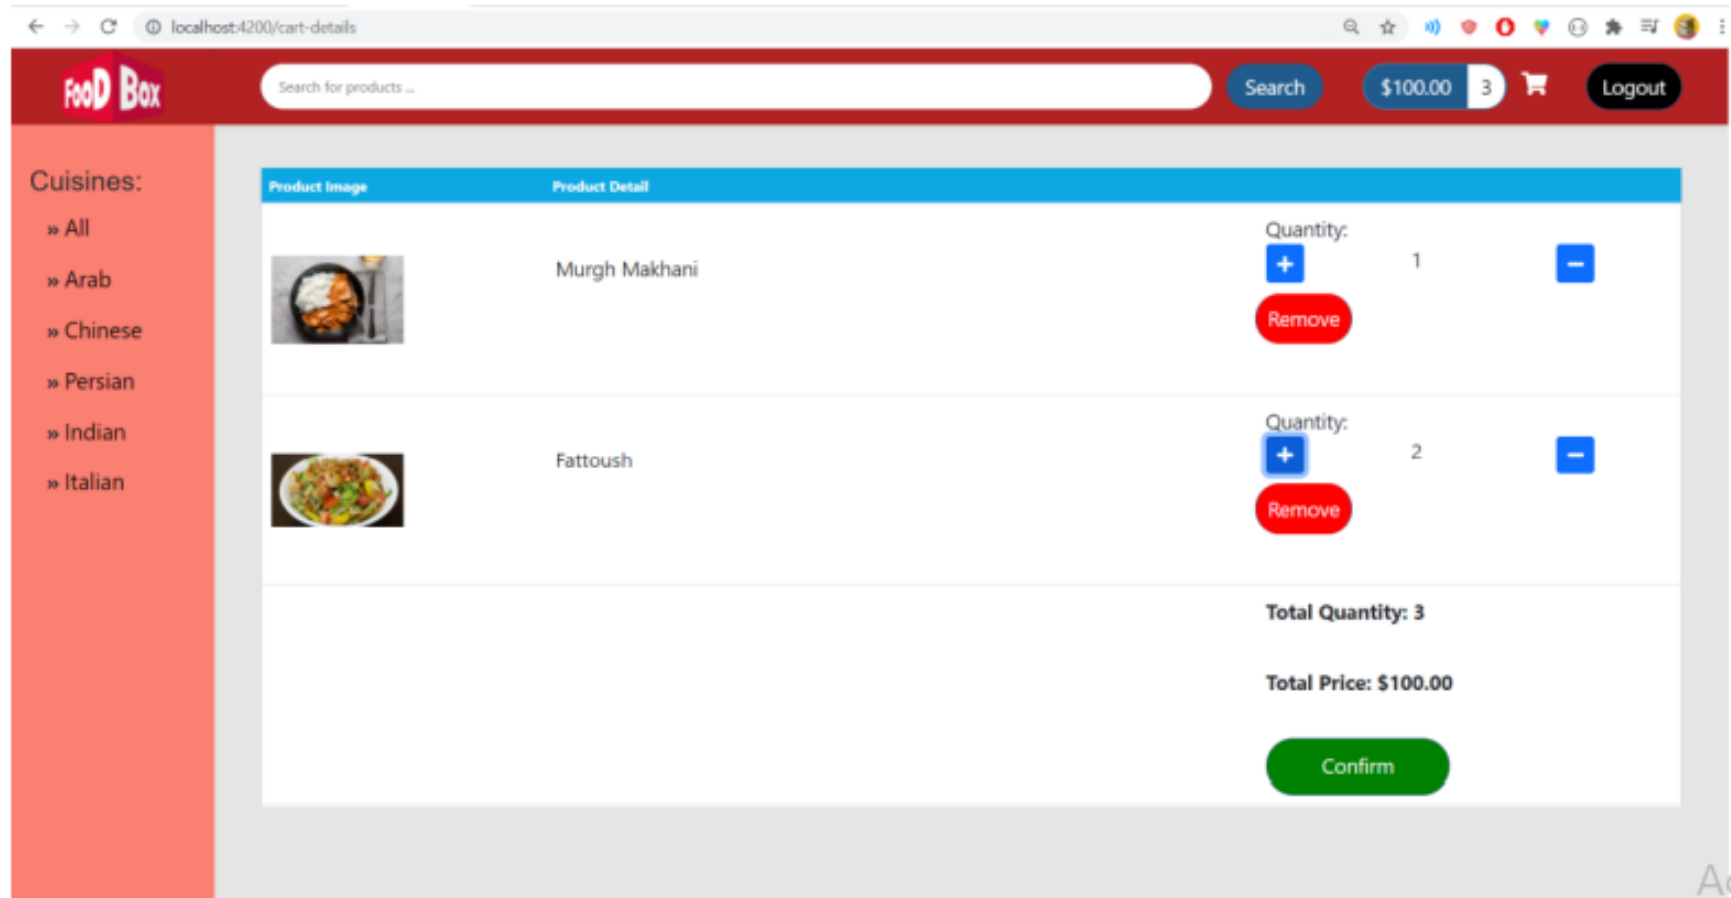 localhost:4200/cart-details
FooD Box
Search for products ...
Search
$100.00 3
Logout
Cuisines:
» All
» Arab
» Chinese
» Persian
» Indian
» Italian
Product Image Product Detail
Murgh Makhani
Quantity:
+ 1 −
Remove
Fattoush
Quantity:
+ 2 −
Remove
Total Quantity: 3
Total Price: $100.00
Confirm